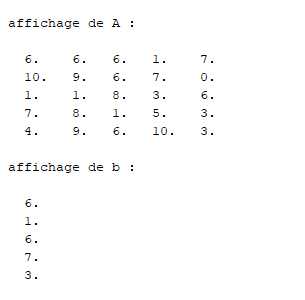 affichage de A :
6. 6. 6. 1. 7.
10. 9. 6. 7. 0.
1. 1. 8. 3. 6.
7. 8. 1. 5. 3.
4. 9. 6. 10. 3.
affichage de b :
6.
1.
6.
7.
3.